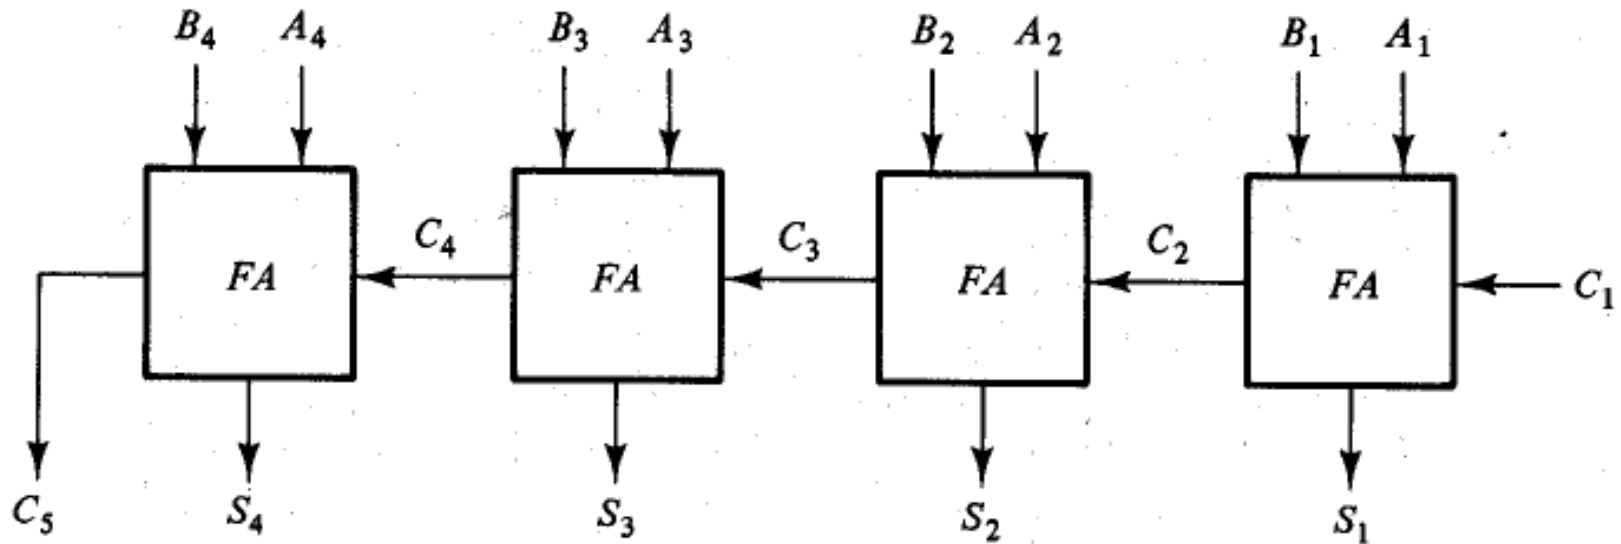 B₄ A₄ B₃ A₃ B₂ A₂ B₁ A₁
C₄ C₃ C₂
FA FA FA FA C₁
C₅ S₄ S₃ S₂ S₁